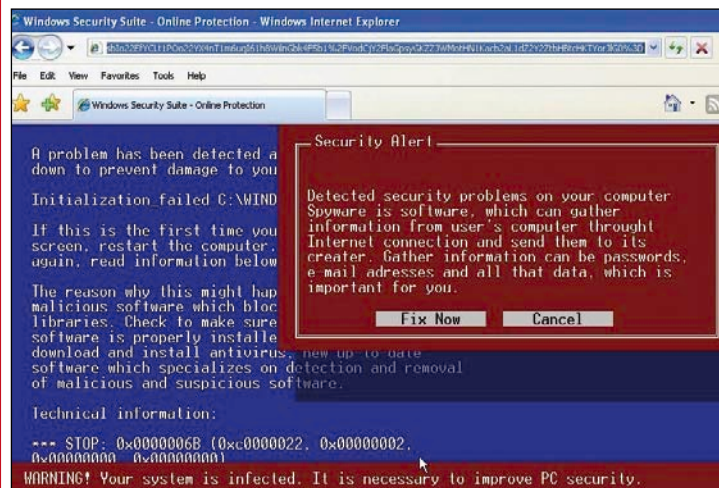 Windows Security Suite - Online Protection - Windows Internet Explorer
File Edit View Favorites Tools Help
Windows Security Suite - Online Protection
A problem has been detected a
down to prevent damage to you
Initialization_failed C:\WIND
If this is the first time you
screen, restart the computer.
again, read information below
The reason why this might hap
malicious software which bloc
libraries. Check to make sure
software is properly installe
download and install antivirus, new up to date
software which specializes on detection and removal
of malicious and suspicious software.
Technical information:
*** STOP: 0x0000006B (0xc0000022, 0x00000002,
0x00000000, 0x00000000)
Security Alert
Detected security problems on your computer
Spyware is software, which can gather
information from user's computer throught
Internet connection and send them to its
creater. Gather information can be passwords,
e-mail adresses and all that data, which is
important for you.
Fix Now Cancel
WARNING! Your system is infected. It is necessary to improve PC security.